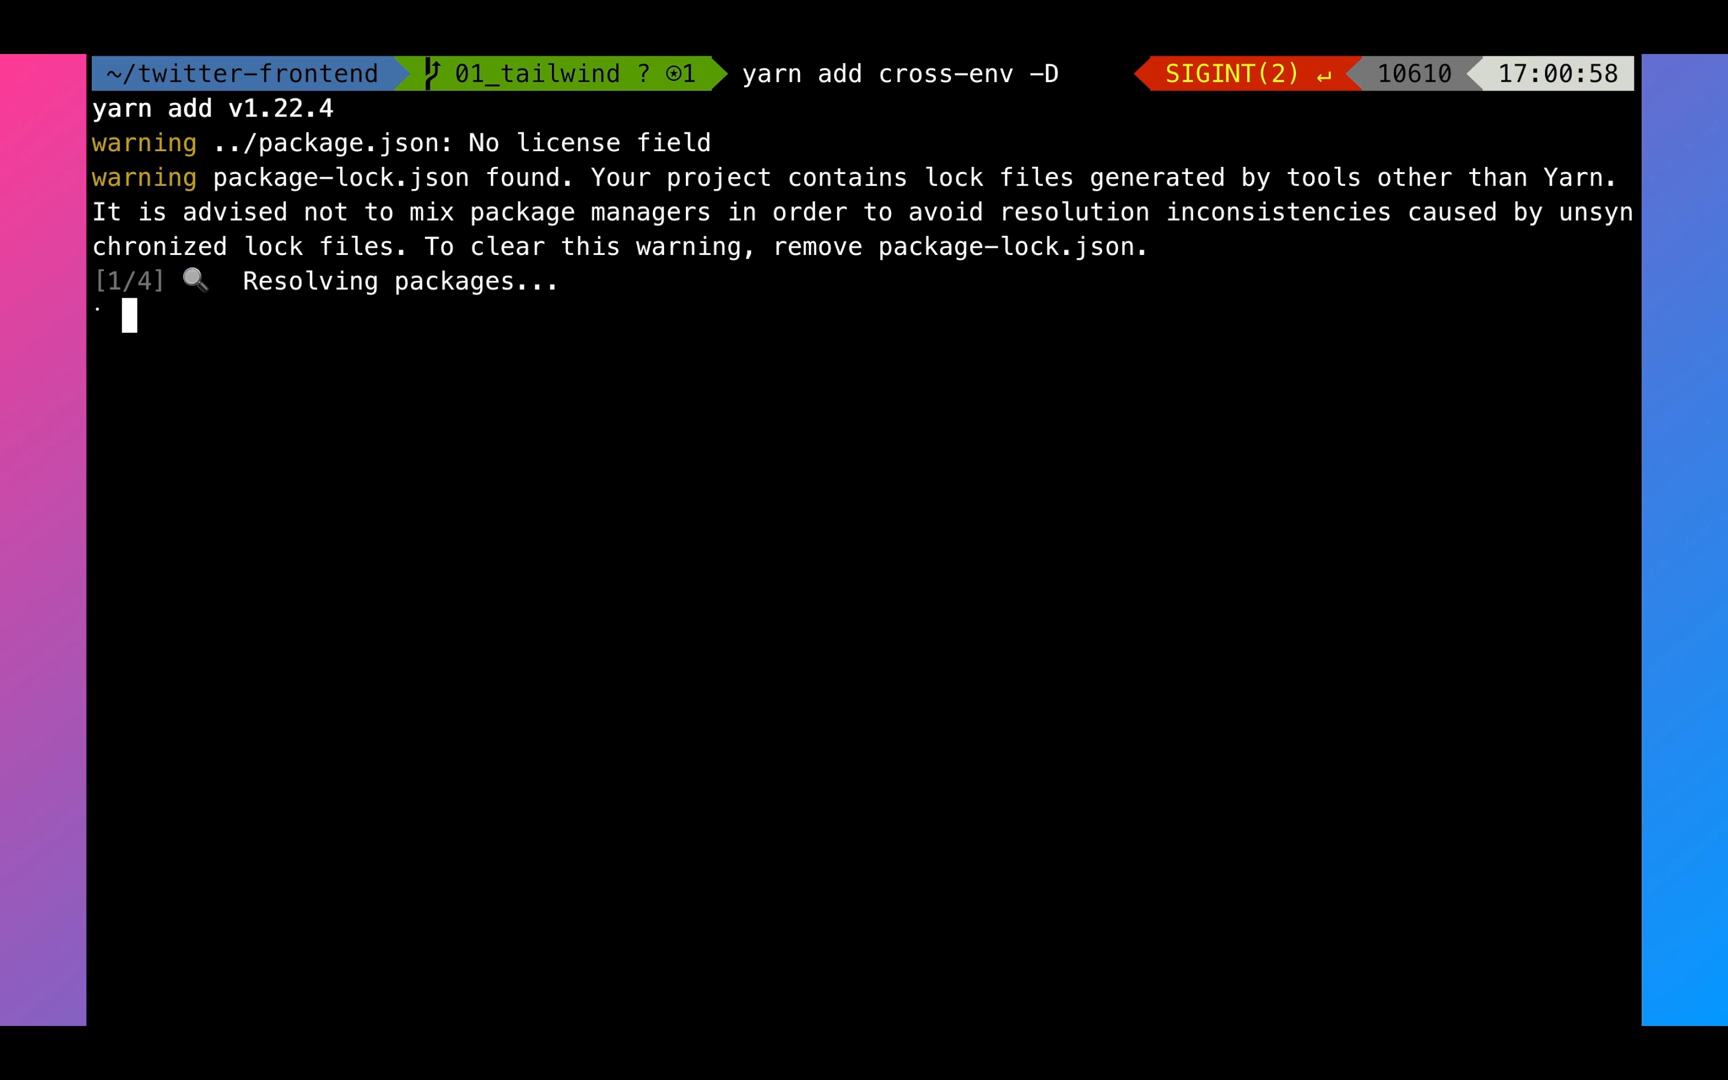 ~/twitter-frontend 01_tailwind ? ⍟1 yarn add cross-env -D SIGINT(2) ↵ 10610 17:00:58
yarn add v1.22.4
warning ../package.json: No license field
warning package-lock.json found. Your project contains lock files generated by tools other than Yarn.
It is advised not to mix package managers in order to avoid resolution inconsistencies caused by unsyn
chronized lock files. To clear this warning, remove package-lock.json.
[1/4] 🔍 Resolving packages...